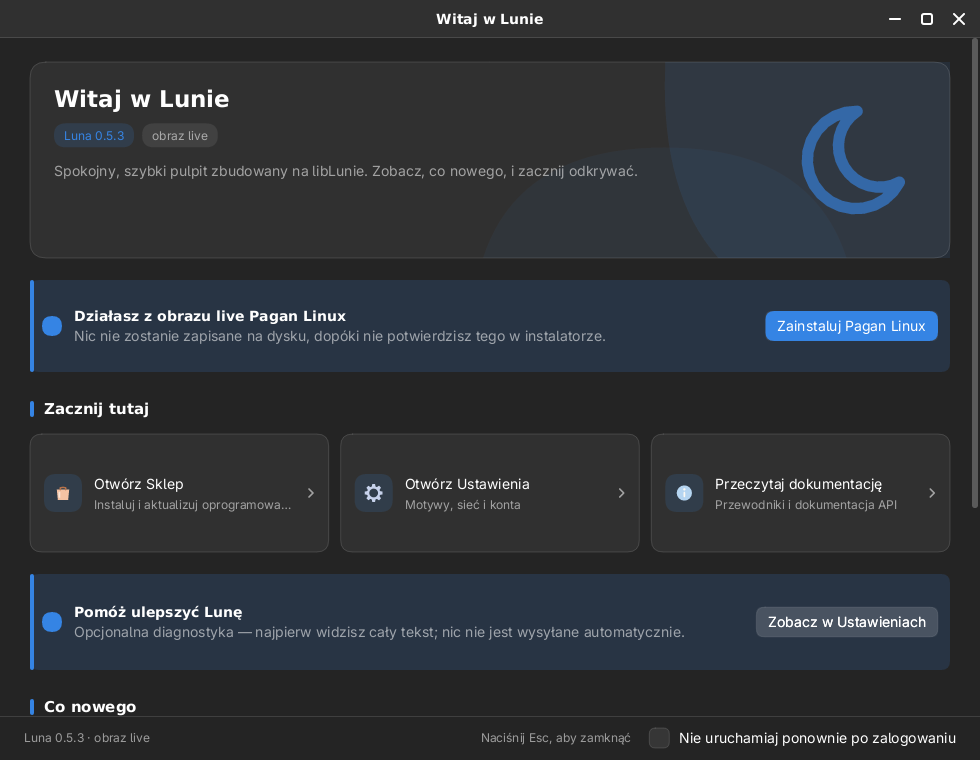 Witaj w Lunie
Witaj w Lunie
Luna 0.5.3
obraz live
Spokojny, szybki pulpit zbudowany na libLunie. Zobacz, co nowego, i zacznij odkrywać.
Działasz z obrazu live Pagan Linux
Nic nie zostanie zapisane na dysku, dopóki nie potwierdzisz tego w instalatorze.
Zainstaluj Pagan Linux
Zacznij tutaj
Otwórz Sklep
Instaluj i aktualizuj oprogramowa...
Otwórz Ustawienia
Motywy, sieć i konta
Przeczytaj dokumentację
Przewodniki i dokumentacja API
Pomóż ulepszyć Lunę
Opcjonalna diagnostyka — najpierw widzisz cały tekst; nic nie jest wysyłane automatycznie.
Zobacz w Ustawieniach
Co nowego
Luna 0.5.3 · obraz live
Naciśnij Esc, aby zamknąć
Nie uruchamiaj ponownie po zalogowaniu